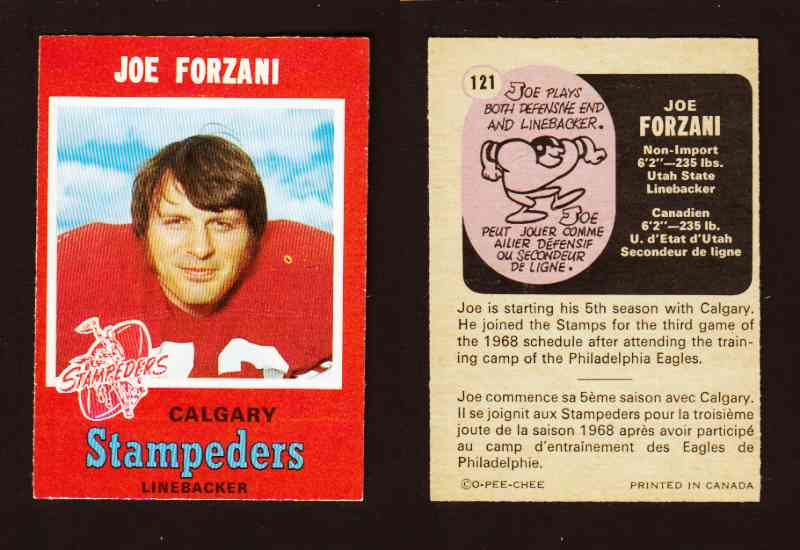 JOE FORZANI
STAMPEDERS
CALGARY
Stampeders
LINEBACKER
121
JOE PLAYS
BOTH DEFENSIVE END
AND LINEBACKER.
JOE
PEUT JOUER COMME
AILIER DÉFENSIF
OU SECONDEUR
DE LIGNE.
JOE
FORZANI
Non-Import
6'2"—235 lbs.
Utah State
Linebacker
Canadien
6'2"—235 lb.
U. d'Etat d'Utah
Secondeur de ligne
Joe is starting his 5th season with Calgary.
He joined the Stamps for the third game of
the 1968 schedule after attending the train-
ing camp of the Philadelphia Eagles.
Joe commence sa 5ème saison avec Calgary.
Il se joignit aux Stampeders pour la troisième
joute de la saison 1968 après avoir participé
au camp d'entraînement des Eagles de
Philadelphie.
©O-PEE-CHEE
PRINTED IN CANADA